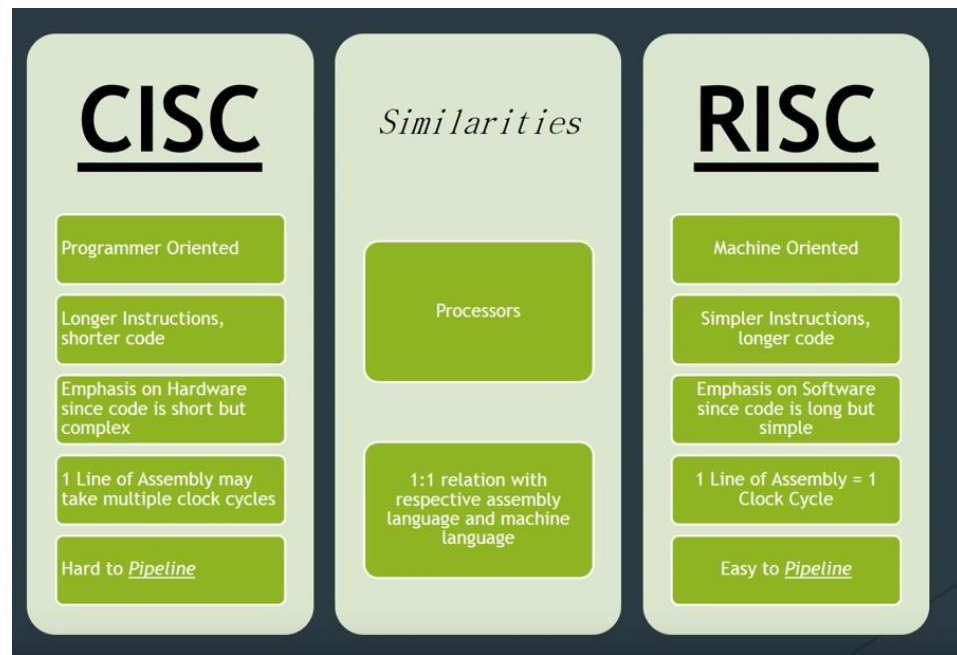 CISC
Programmer Oriented
Longer Instructions,
shorter code
Emphasis on Hardware
since code is short but
complex
1 Line of Assembly may
take multiple clock cycles
Hard to Pipeline
Similarities
Processors
1:1 relation with
respective assembly
language and machine
language
RISC
Machine Oriented
Simpler Instructions,
longer code
Emphasis on Software
since code is long but
simple
1 Line of Assembly = 1
Clock Cycle
Easy to Pipeline